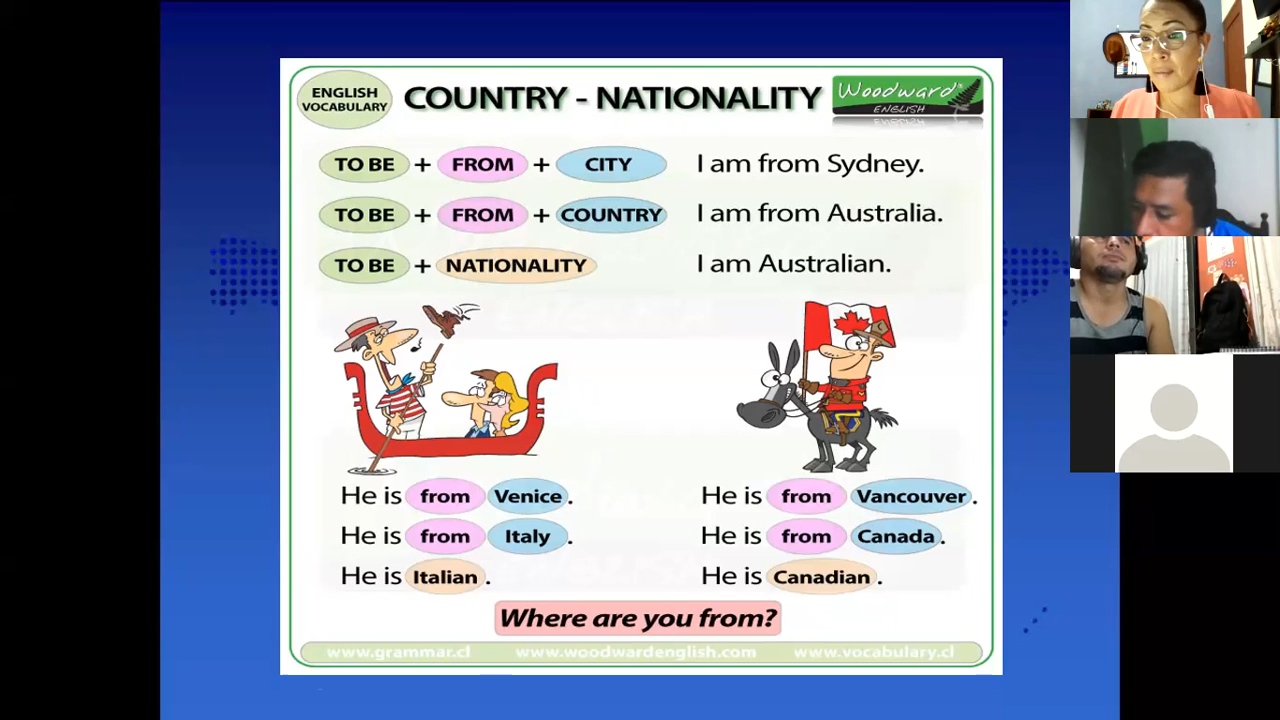 ENGLISH
VOCABULARY
COUNTRY - NATIONALITY
Woodward®
ENGLISH
TO BE + FROM + CITY I am from Sydney.
TO BE + FROM + COUNTRY I am from Australia.
TO BE + NATIONALITY I am Australian.
He is from Venice. He is from Vancouver.
He is from Italy. He is from Canada.
He is Italian. He is Canadian.
Where are you from?
www.grammar.cl www.woodwardenglish.com www.vocabulary.cl